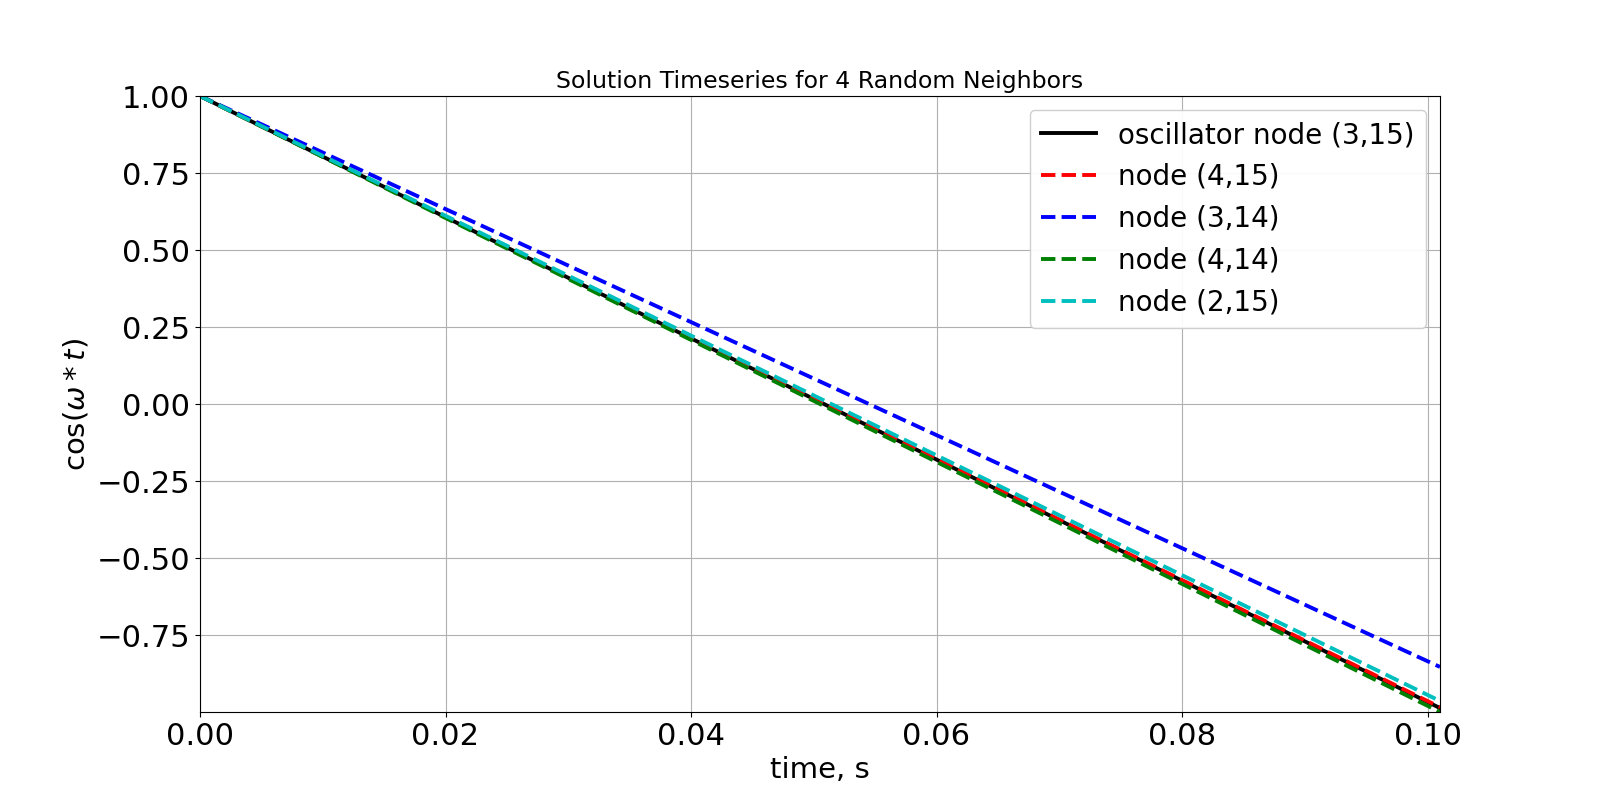 Solution Timeseries for 4 Random Neighbors
1.00
0.75
0.50
0.25
0.00
−0.25
−0.50
−0.75
cos(ω * t)
oscillator node (3,15)
node (4,15)
node (3,14)
node (4,14)
node (2,15)
0.00 0.02 0.04 0.06 0.08 0.10
time, s